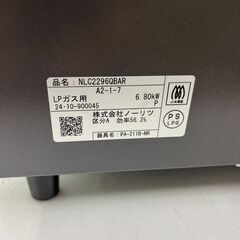 品名：NLC2296QBAR
A2-1-7
LPガス用 6.80kW
24・10-900045 P
株式会社ノーリツ
区分A 効率56.3%
器具名：PA-211B-NR
PS
LPG